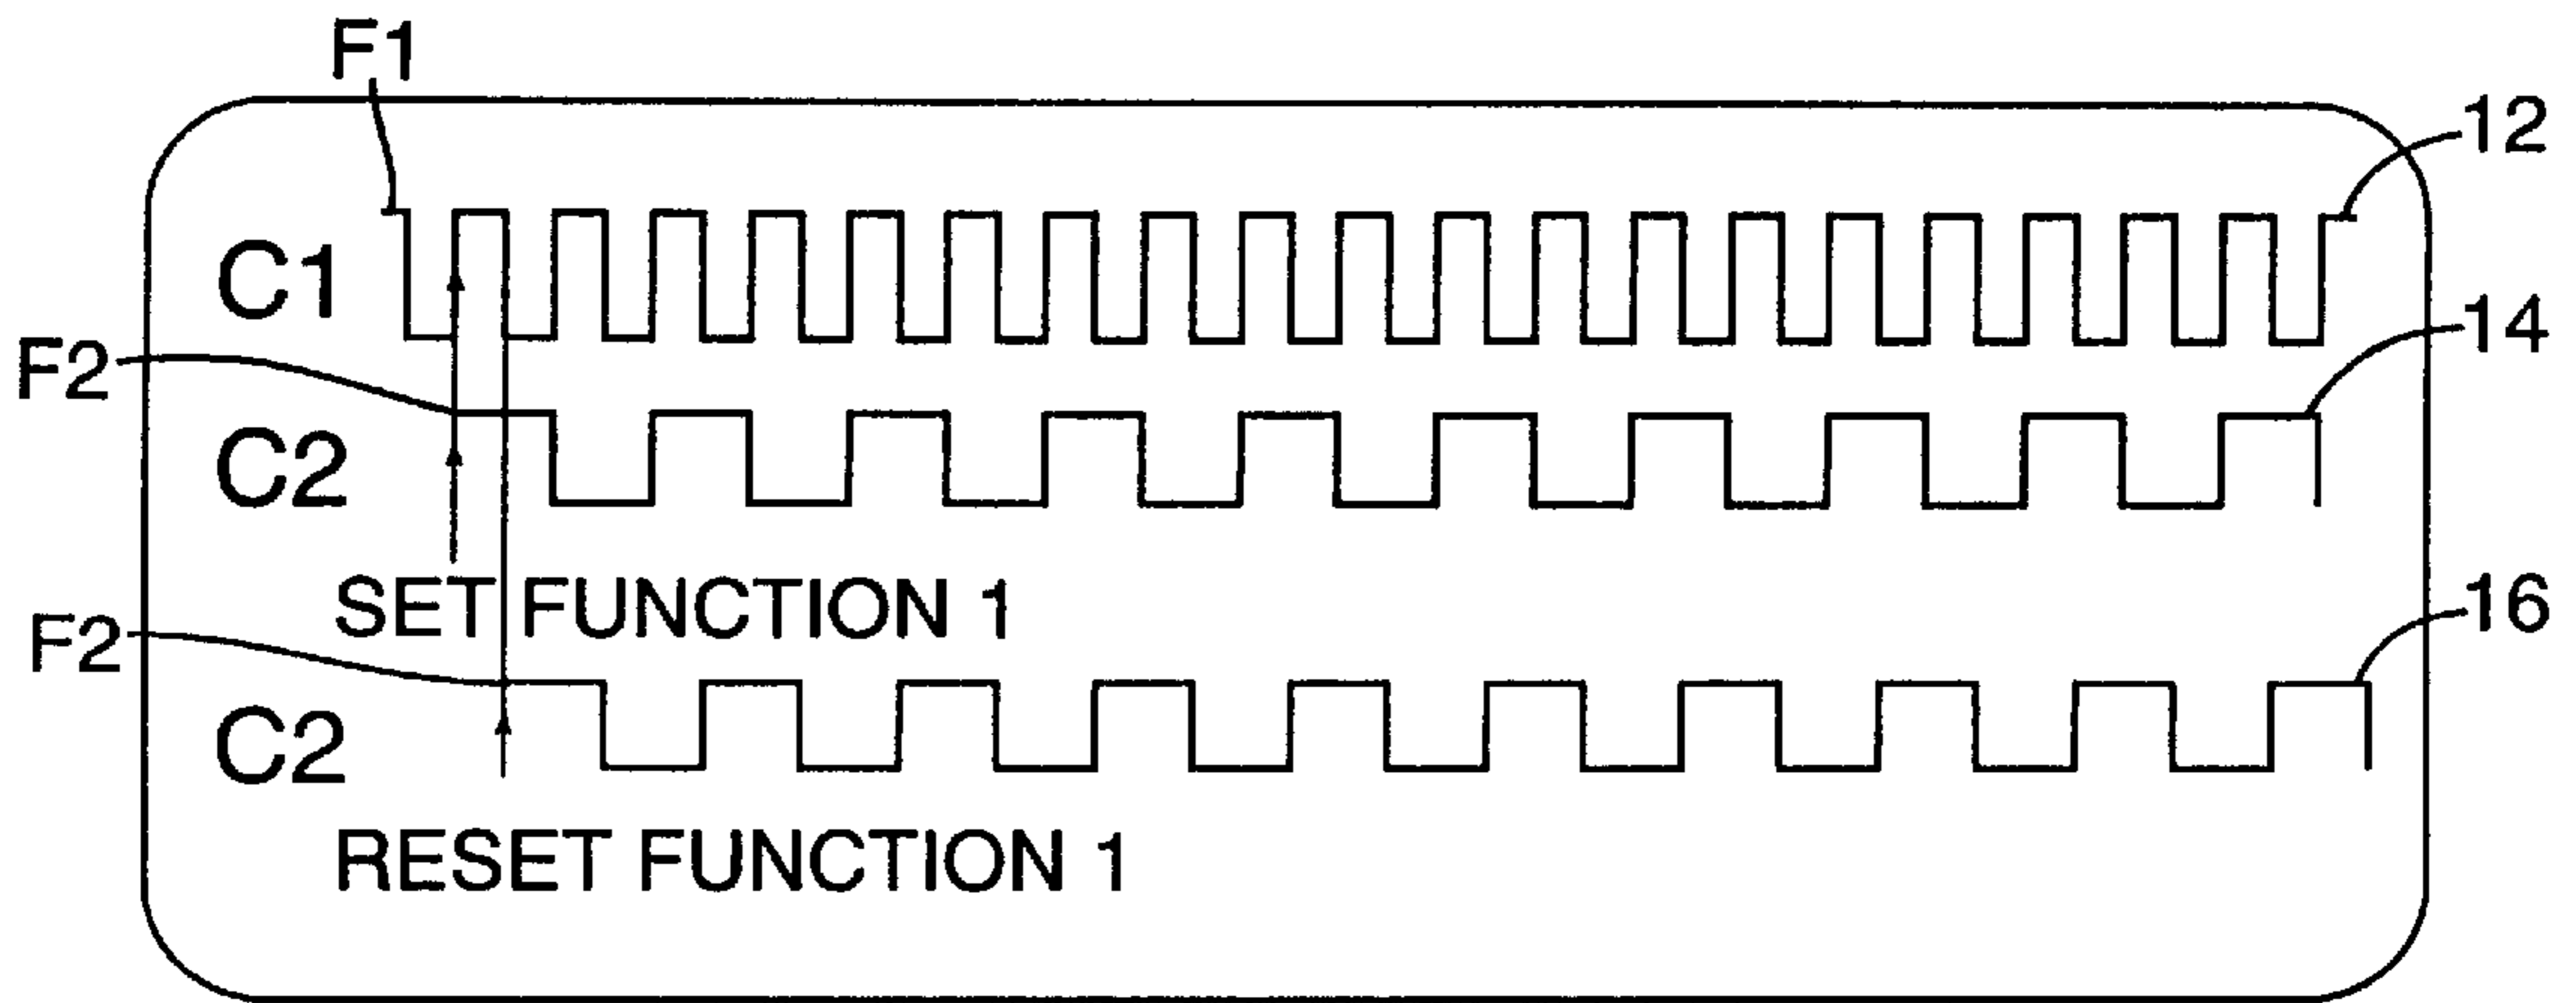 F1
12
C1
14
F2
C2
SET FUNCTION 1
16
F2
C2
RESET FUNCTION 1